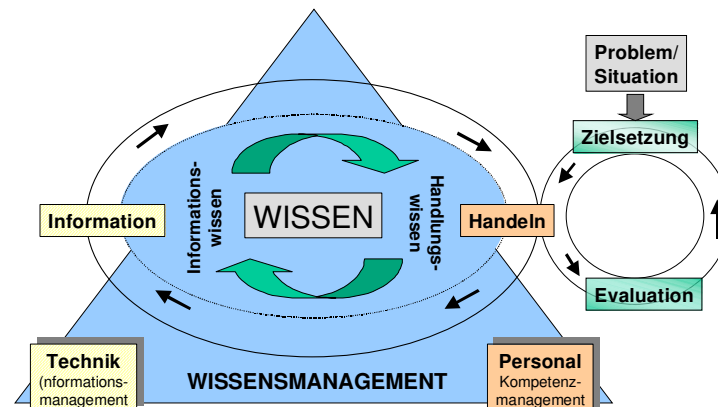 Problem/
Situation
Zielsetzung
Informations-
wissen
WISSEN
Handlungs-
wissen
Information
Handeln
Evaluation
Technik
(nformations-
management
WISSENSMANAGEMENT
Personal
Kompetenz-
management